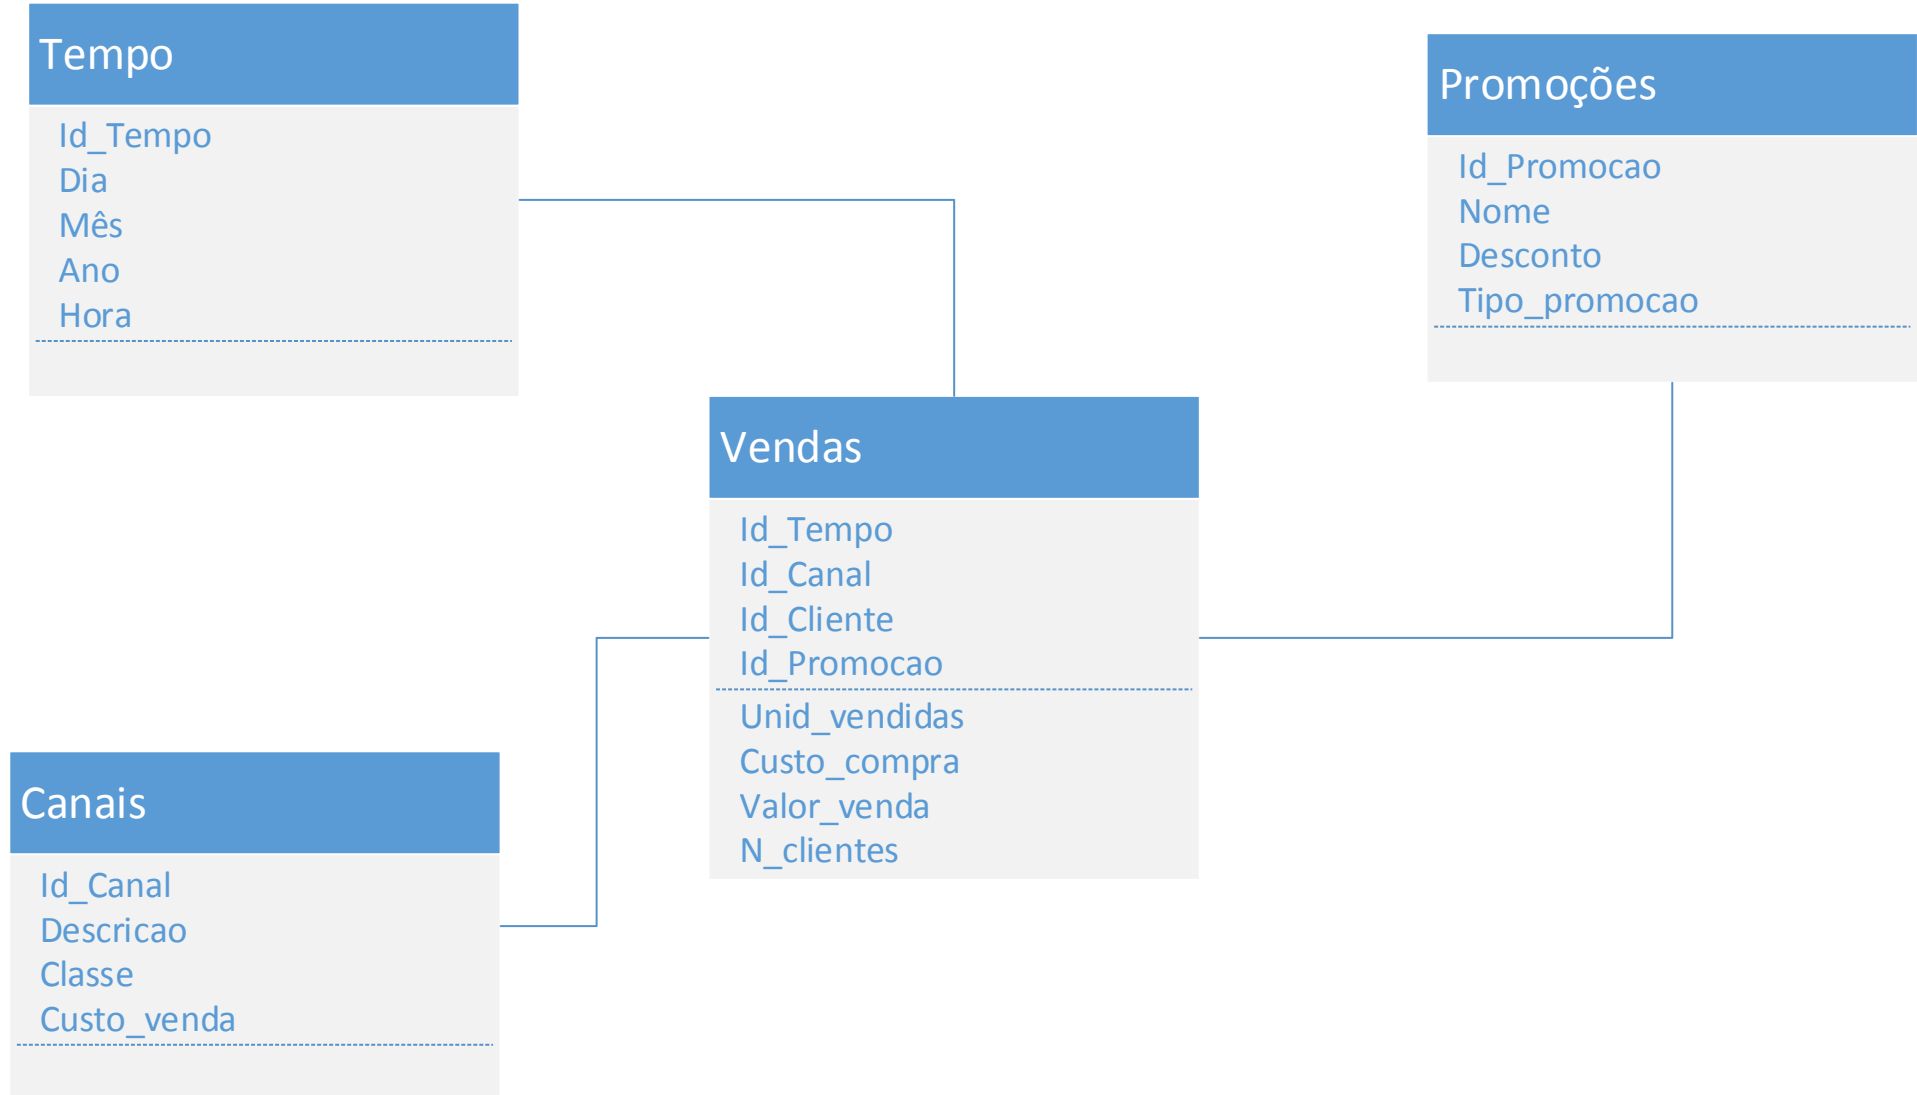 Tempo
Id_Tempo
Dia
Mês
Ano
Hora
Promoções
Id_Promocao
Nome
Desconto
Tipo_promocao
Vendas
Id_Tempo
Id_Canal
Id_Cliente
Id_Promocao
Unid_vendidas
Custo_compra
Valor_venda
N_clientes
Canais
Id_Canal
Descricao
Classe
Custo_venda